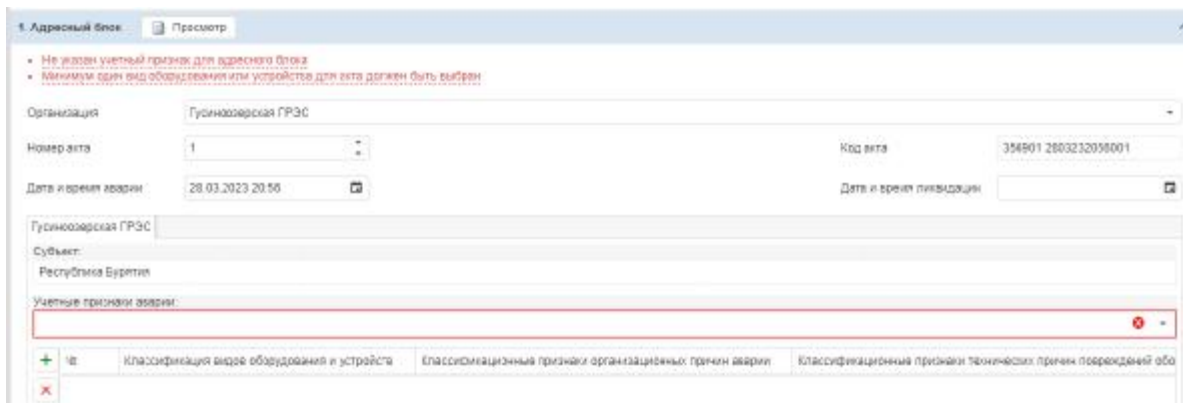 1. Адресный блок Просмотр
Не указан учетный признак для адресного блока
Минимум один вид оборудования или устройства для акта должен быть выбран
Организация Гусиноозерская ГРЭС
Номер акта 1 Код акта 356901 2803232056001
Дата и время аварии 28.03.2023 20:56 Дата и время ликвидации
Гусиноозерская ГРЭС
Субъект:
Республика Бурятия
Учетные признаки аварии:
№ Классификация видов оборудования и устройств Классификационные признаки организационных причин аварии Классификационные признаки технических причин повреждений обо